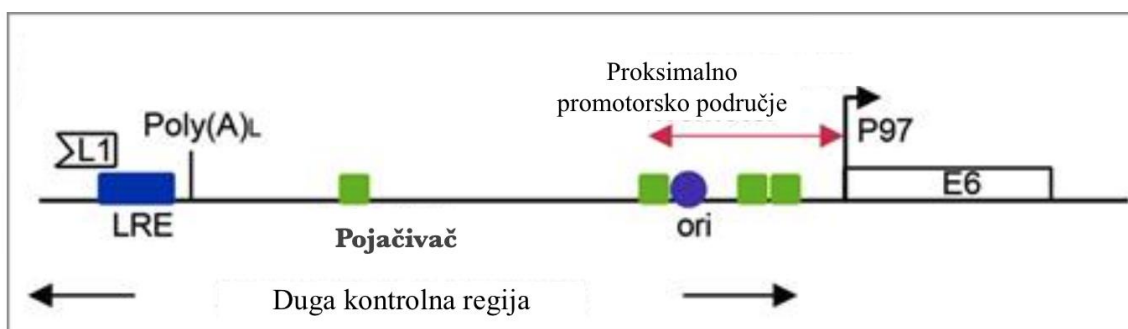 Proksimalno
promotorsko područje
Poly(A)L
L1
P97
E6
LRE
ori
Pojačivač
Duga kontrolna regija